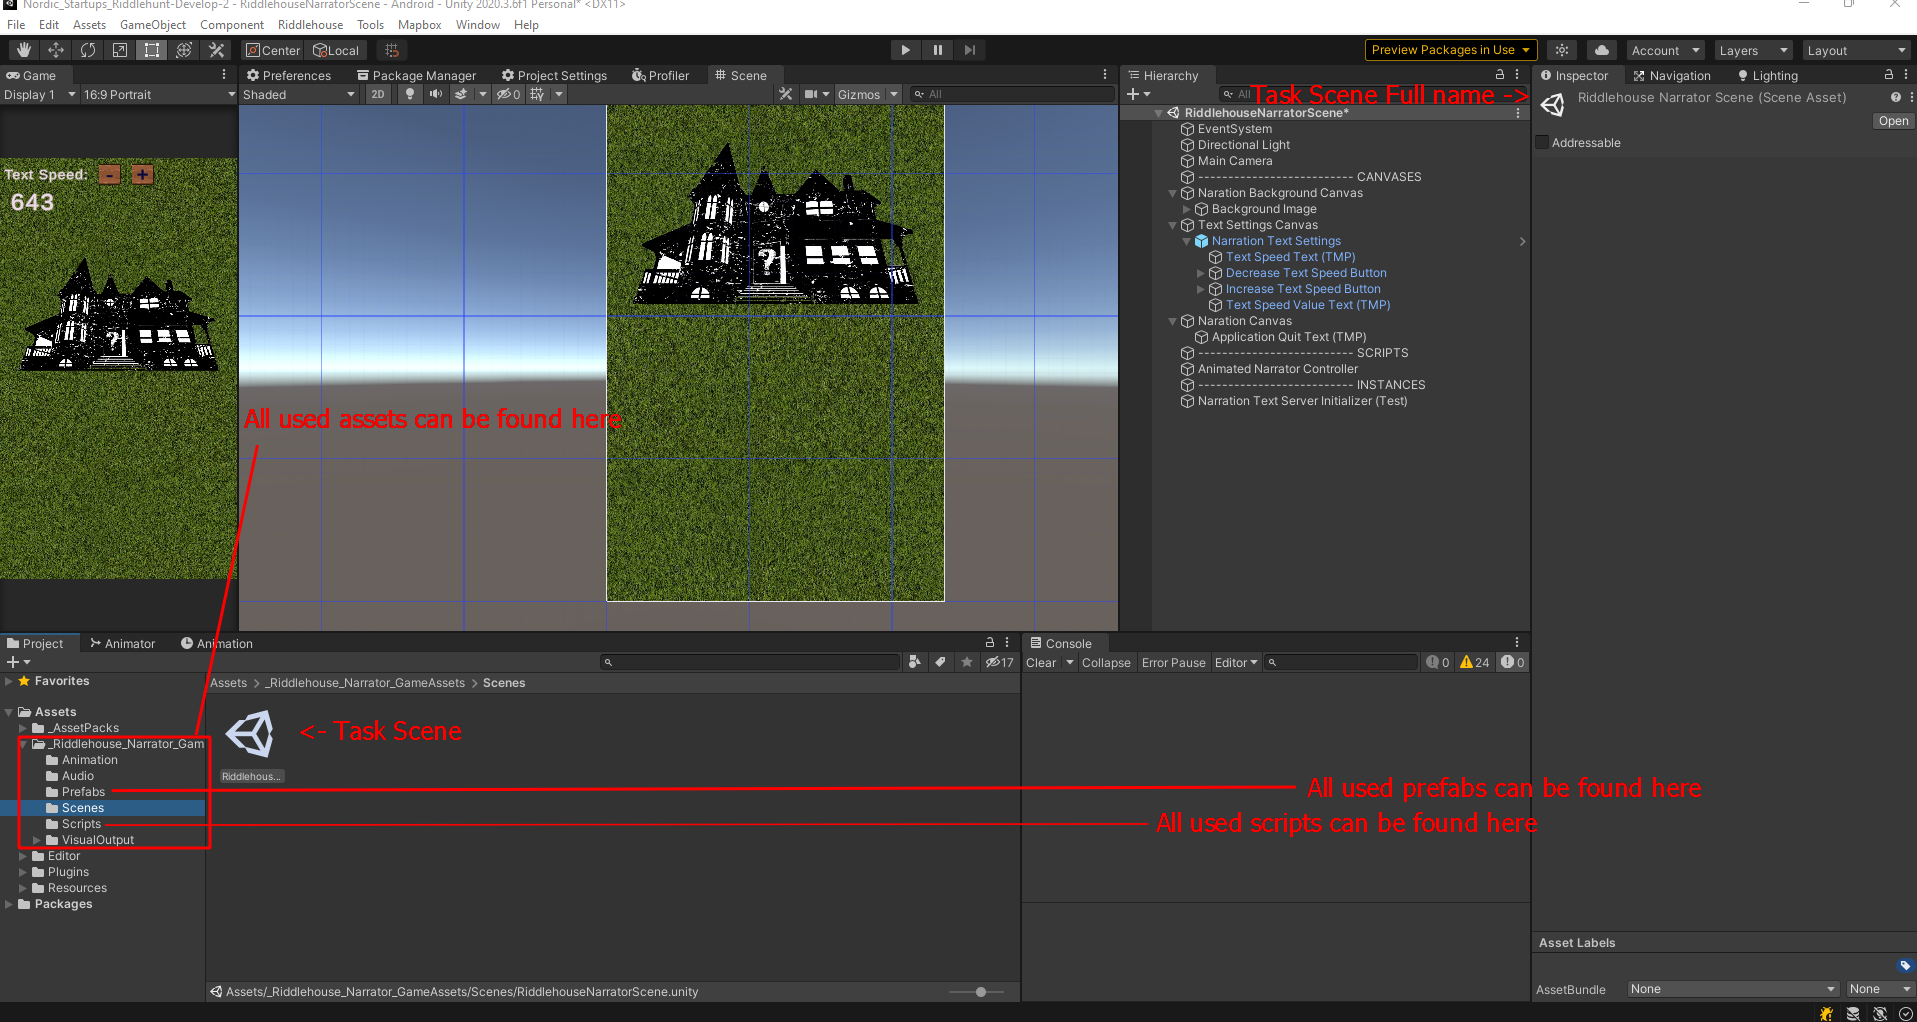 Nordic_Startups_Riddlehunt-Develop-2 - RiddlehouseNarratorScene - Android - Unity 2020.3.6f1 Personal* <DX11>
File Edit Assets GameObject Component Riddlehouse Tools Mapbox Window Help
Center Local Preview Packages in Use Account Layers Layout
Game Preferences Package Manager Project Settings Profiler Scene Hierarchy Inspector Navigation Lighting
Display 1 16:9 Portrait Shaded 2D 0 Gizmos All All
Task Scene Full name ->
Riddlehouse Narrator Scene (Scene Asset)
Open
Addressable
Text Speed: - +
643
?
?
RiddlehouseNarratorScene*
EventSystem
Directional Light
Main Camera
-------------------------- CANVASES
Naration Background Canvas
Background Image
Text Settings Canvas
Narration Text Settings
Text Speed Text (TMP)
Decrease Text Speed Button
Increase Text Speed Button
Text Speed Value Text (TMP)
Naration Canvas
Application Quit Text (TMP)
-------------------------- SCRIPTS
Animated Narrator Controller
-------------------------- INSTANCES
Narration Text Server Initializer (Test)
All used assets can be found here
Project Animator Animation Console
17 Clear Collapse Error Pause Editor 0 24 0
Favorites
Assets > _Riddlehouse_Narrator_GameAssets > Scenes
Assets
_AssetPacks
_Riddlehouse_Narrator_Gam
Animation
Audio
Prefabs
Scenes
Scripts
VisualOutput
Editor
Plugins
Resources
Packages
<- Task Scene
Riddlehous...
All used prefabs can be found here
All used scripts can be found here
Assets/_Riddlehouse_Narrator_GameAssets/Scenes/RiddlehouseNarratorScene.unity
Asset Labels
AssetBundle None None